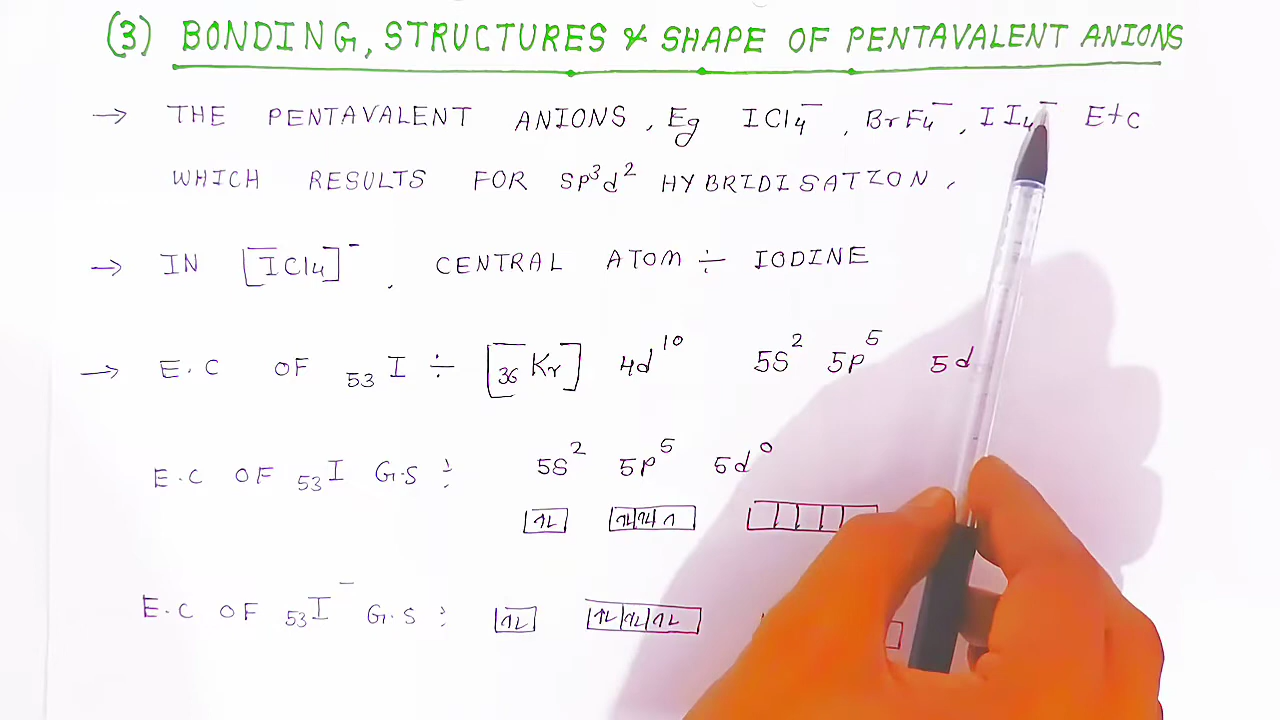 (3) BONDING, STRUCTURES & SHAPE OF PENTAVALENT ANIONS
→ THE PENTAVALENT ANIONS, Eg ICl₄⁻, BrF₄⁻, II₄⁻ Etc
WHICH RESULTS FOR SP³d² HYBRIDISATION,
→ IN [ICl₄]⁻, CENTRAL ATOM ÷ IODINE
→ E.C OF ₅₃I ÷ [₃₆Kr] 4d¹⁰ 5S² 5P⁵ 5d
E.C OF ₅₃I G.S ÷ 5S² 5P⁵ 5d⁰
⥮ ⥮⥮↿
E.C OF ₅₃I⁻ G.S : ⥮ ⥮⥮⥮